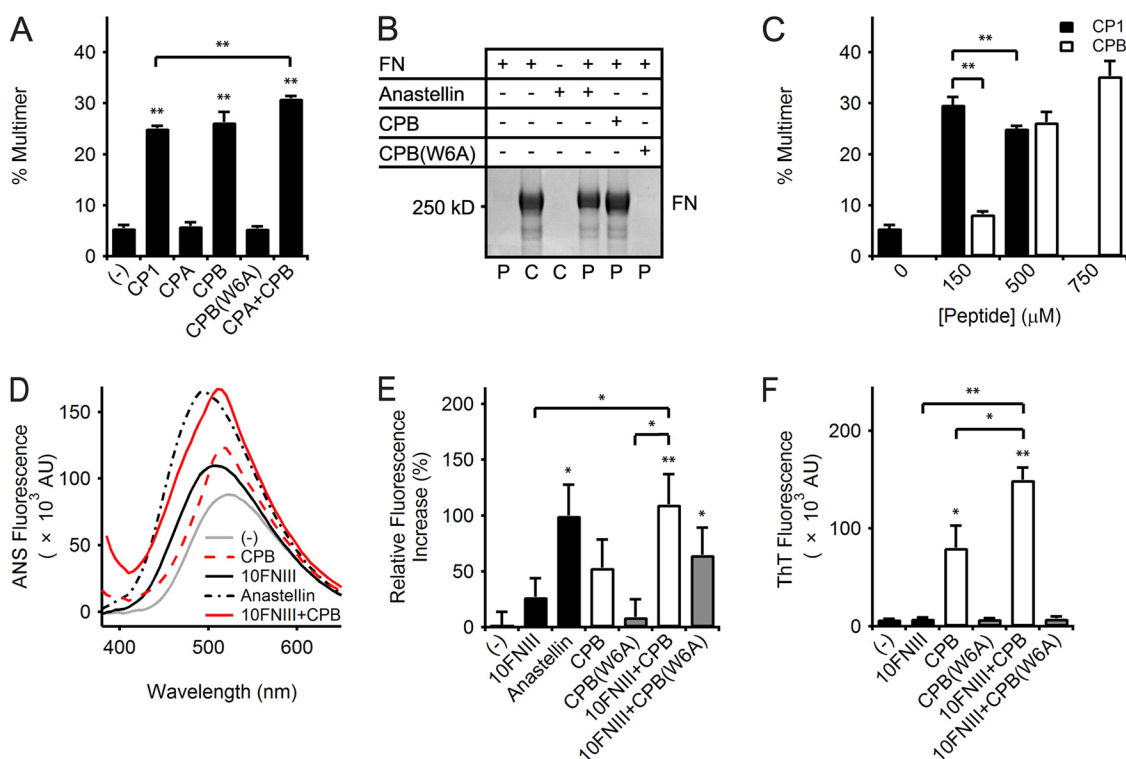 A
% Multimer
40
30
20
10
0
**
** ** **
(-) CP1 CPA CPB CPB(W6A) CPA+CPB
B
FN + + - + + +
Anastellin - - + + - -
CPB - - - - + -
CPB(W6A) - - - - - +
250 kD FN
P C C P P P
C
CP1
CPB
% Multimer
40
30
20
10
0
**
**
0 150 500 750
[Peptide] (μM)
D
ANS Fluorescence
( × 10³ AU)
150
100
50
0
(-)
CPB
10FNIII
Anastellin
10FNIII+CPB
400 500 600
Wavelength (nm)
E
Relative Fluorescence
Increase (%)
200
150
100
50
0
*
*
* ** *
(-) 10FNIII Anastellin CPB CPB(W6A) 10FNIII+CPB 10FNIII+CPB(W6A)
F
ThT Fluorescence
( × 10³ AU)
200
100
0
**
*
* **
(-) 10FNIII CPB CPB(W6A) 10FNIII+CPB 10FNIII+CPB(W6A)